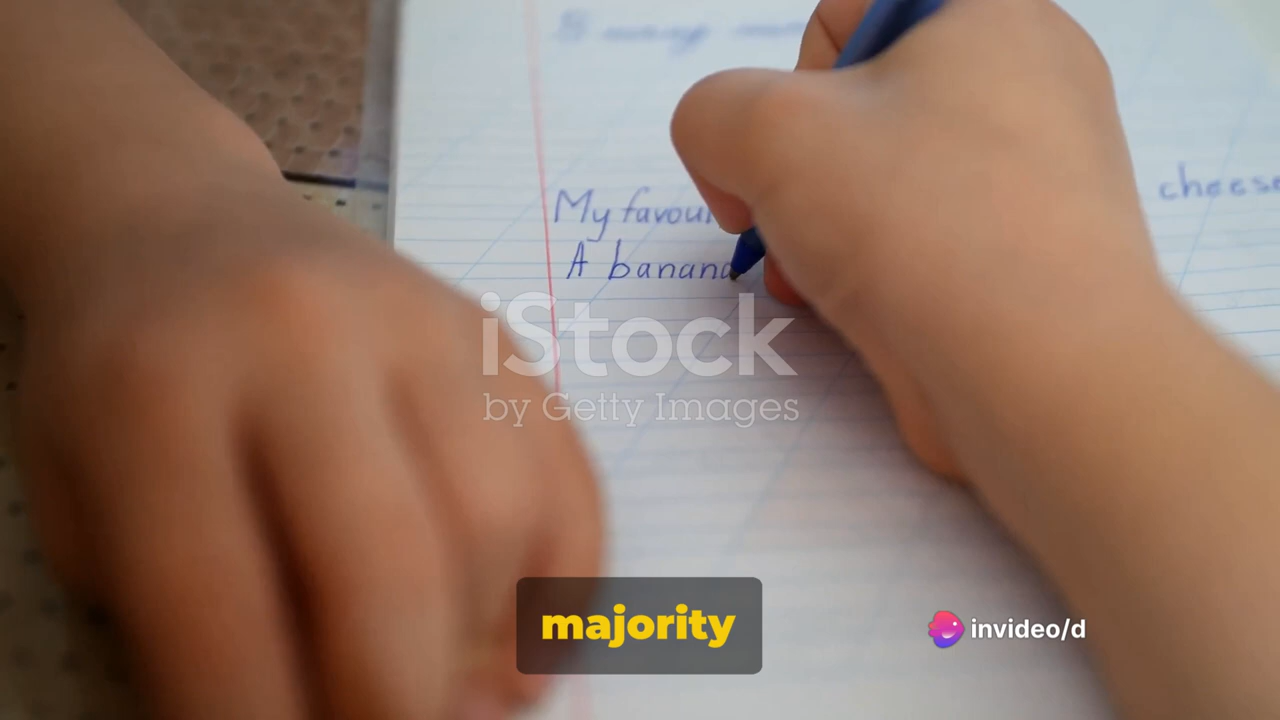 My favour
cheese
A banana
iStock
by Getty Images
majority
invideo/d